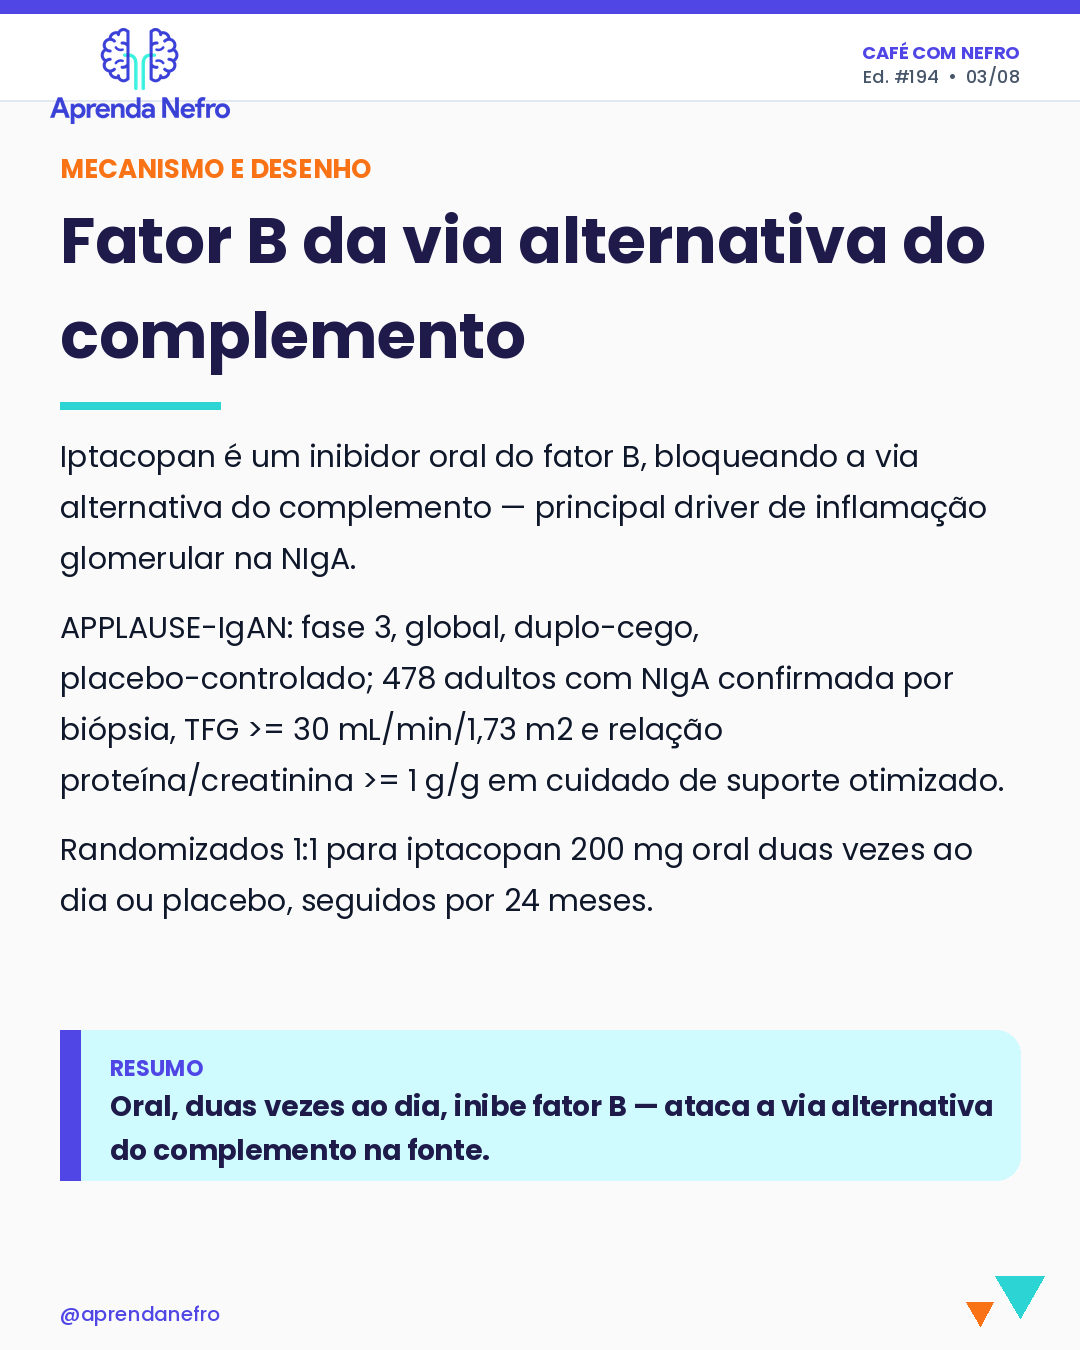 Aprenda Nefro
CAFÉ COM NEFRO
Ed. #194 • 03/08
MECANISMO E DESENHO
Fator B da via alternativa do
complemento
Iptacopan é um inibidor oral do fator B, bloqueando a via
alternativa do complemento — principal driver de inflamação
glomerular na NIgA.
APPLAUSE-IgAN: fase 3, global, duplo-cego,
placebo-controlado; 478 adultos com NIgA confirmada por
biópsia, TFG >= 30 mL/min/1,73 m2 e relação
proteína/creatinina >= 1 g/g em cuidado de suporte otimizado.
Randomizados 1:1 para iptacopan 200 mg oral duas vezes ao
dia ou placebo, seguidos por 24 meses.
RESUMO
Oral, duas vezes ao dia, inibe fator B — ataca a via alternativa
do complemento na fonte.
@aprendanefro